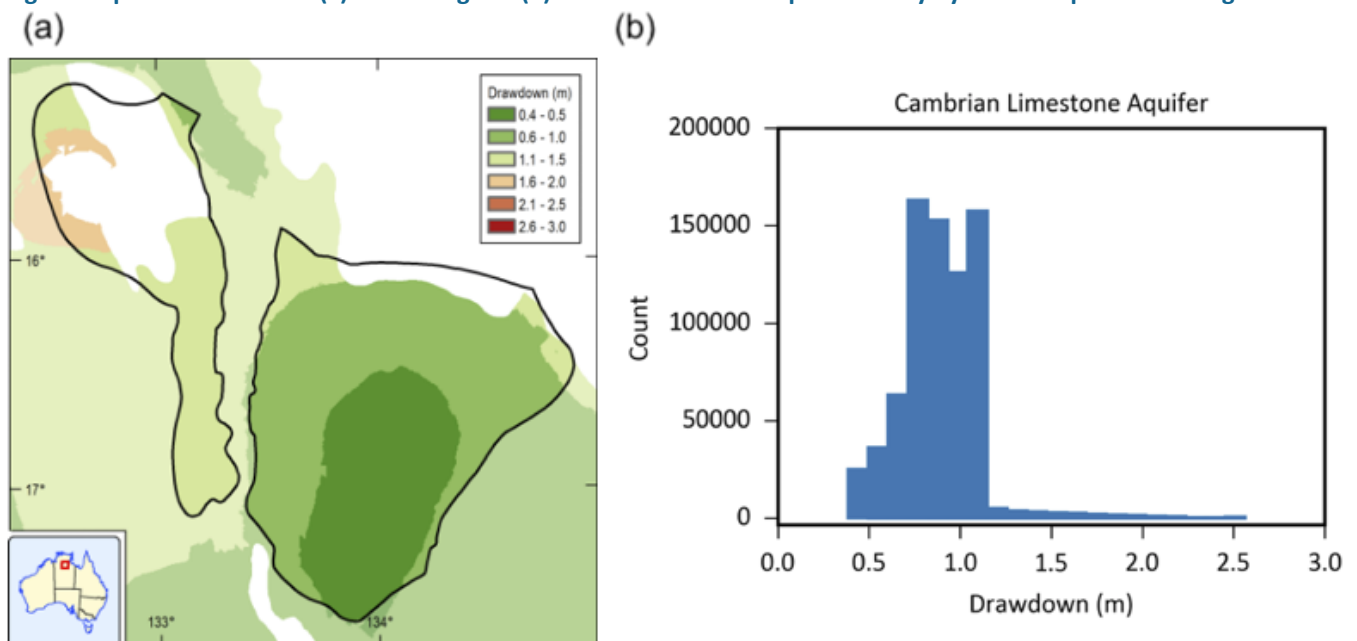 (a)
(b)
Drawdown (m)
0.4 - 0.5
0.6 - 1.0
1.1 - 1.5
1.6 - 2.0
2.1 - 2.5
2.6 - 3.0
16°
17°
133°
134°
Cambrian Limestone Aquifer
200000
150000
100000
50000
0
Count
0.0 0.5 1.0 1.5 2.0 2.5 3.0
Drawdown (m)